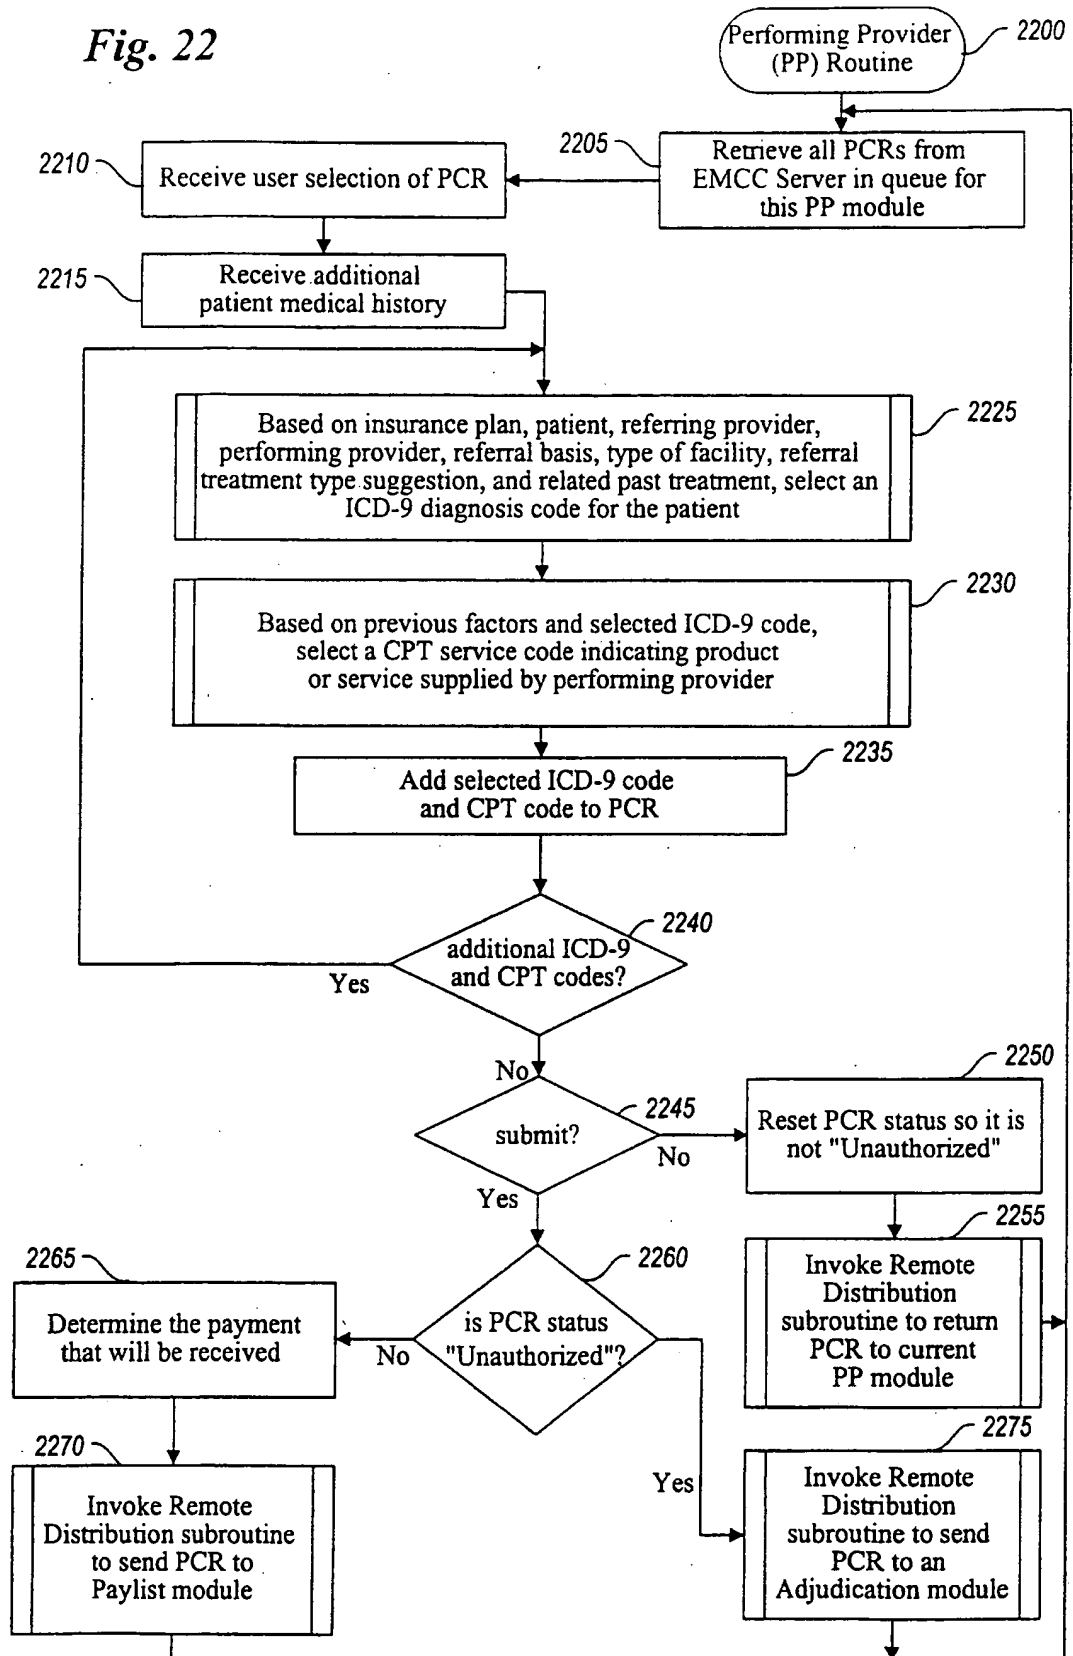 Fig. 22
Performing Provider
(PP) Routine
2200
2205
Retrieve all PCRs from
EMCC Server in queue for
this PP module
2210
Receive user selection of PCR
2215
Receive additional
patient medical history
2225
Based on insurance plan, patient, referring provider,
performing provider, referral basis, type of facility, referral
treatment type suggestion, and related past treatment, select an
ICD-9 diagnosis code for the patient
2230
Based on previous factors and selected ICD-9 code,
select a CPT service code indicating product
or service supplied by performing provider
2235
Add selected ICD-9 code
and CPT code to PCR
2240
additional ICD-9
and CPT codes?
Yes
No
2245
submit?
No
Yes
2250
Reset PCR status so it is
not "Unauthorized"
2255
Invoke Remote
Distribution
subroutine to return
PCR to current
PP module
2260
is PCR status
"Unauthorized"?
No
Yes
2265
Determine the payment
that will be received
2270
Invoke Remote
Distribution subroutine
to send PCR to
Paylist module
2275
Invoke Remote
Distribution
subroutine to send
PCR to an
Adjudication module